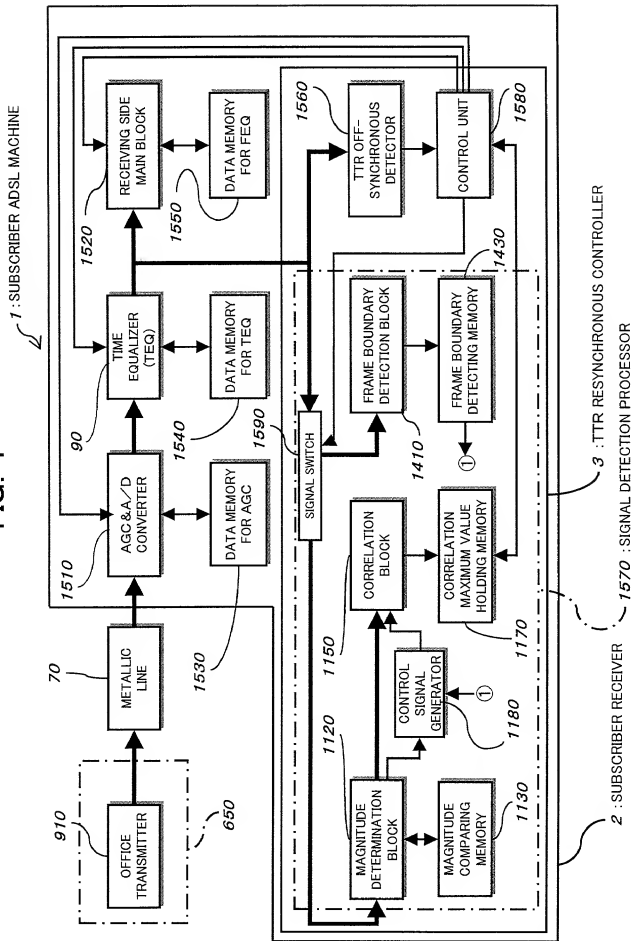 1 : SUBSCRIBER ADSL MACHINE
910
OFFICE
TRANSMITTER
650
70
METALLIC
LINE
1510
AGC&A/D
CONVERTER
DATA MEMORY
FOR AGC
1530
90
TIME
EQUALIZER
(TEQ)
DATA MEMORY
FOR TEQ
1540
1520
RECEIVING SIDE
MAIN BLOCK
DATA MEMORY
FOR FEQ
1550
1590
SIGNAL SWITCH
1560
TTR OFF-
SYNCHRONOUS
DETECTOR
CONTROL UNIT
1580
1120
MAGNITUDE
DETERMINATION
BLOCK
MAGNITUDE
COMPARING
MEMORY
1130
CONTROL
SIGNAL
GENERATOR
1180
①
1150
CORRELATION
BLOCK
CORRELATION
MAXIMUM VALUE
HOLDING MEMORY
1170
FRAME BOUNDARY
DETECTION BLOCK
1410
FRAME BOUNDARY
DETECTING MEMORY
1430
①
2 : SUBSCRIBER RECEIVER
1570 : SIGNAL DETECTION PROCESSOR
3 : TTR RESYNCHRONOUS CONTROLLER